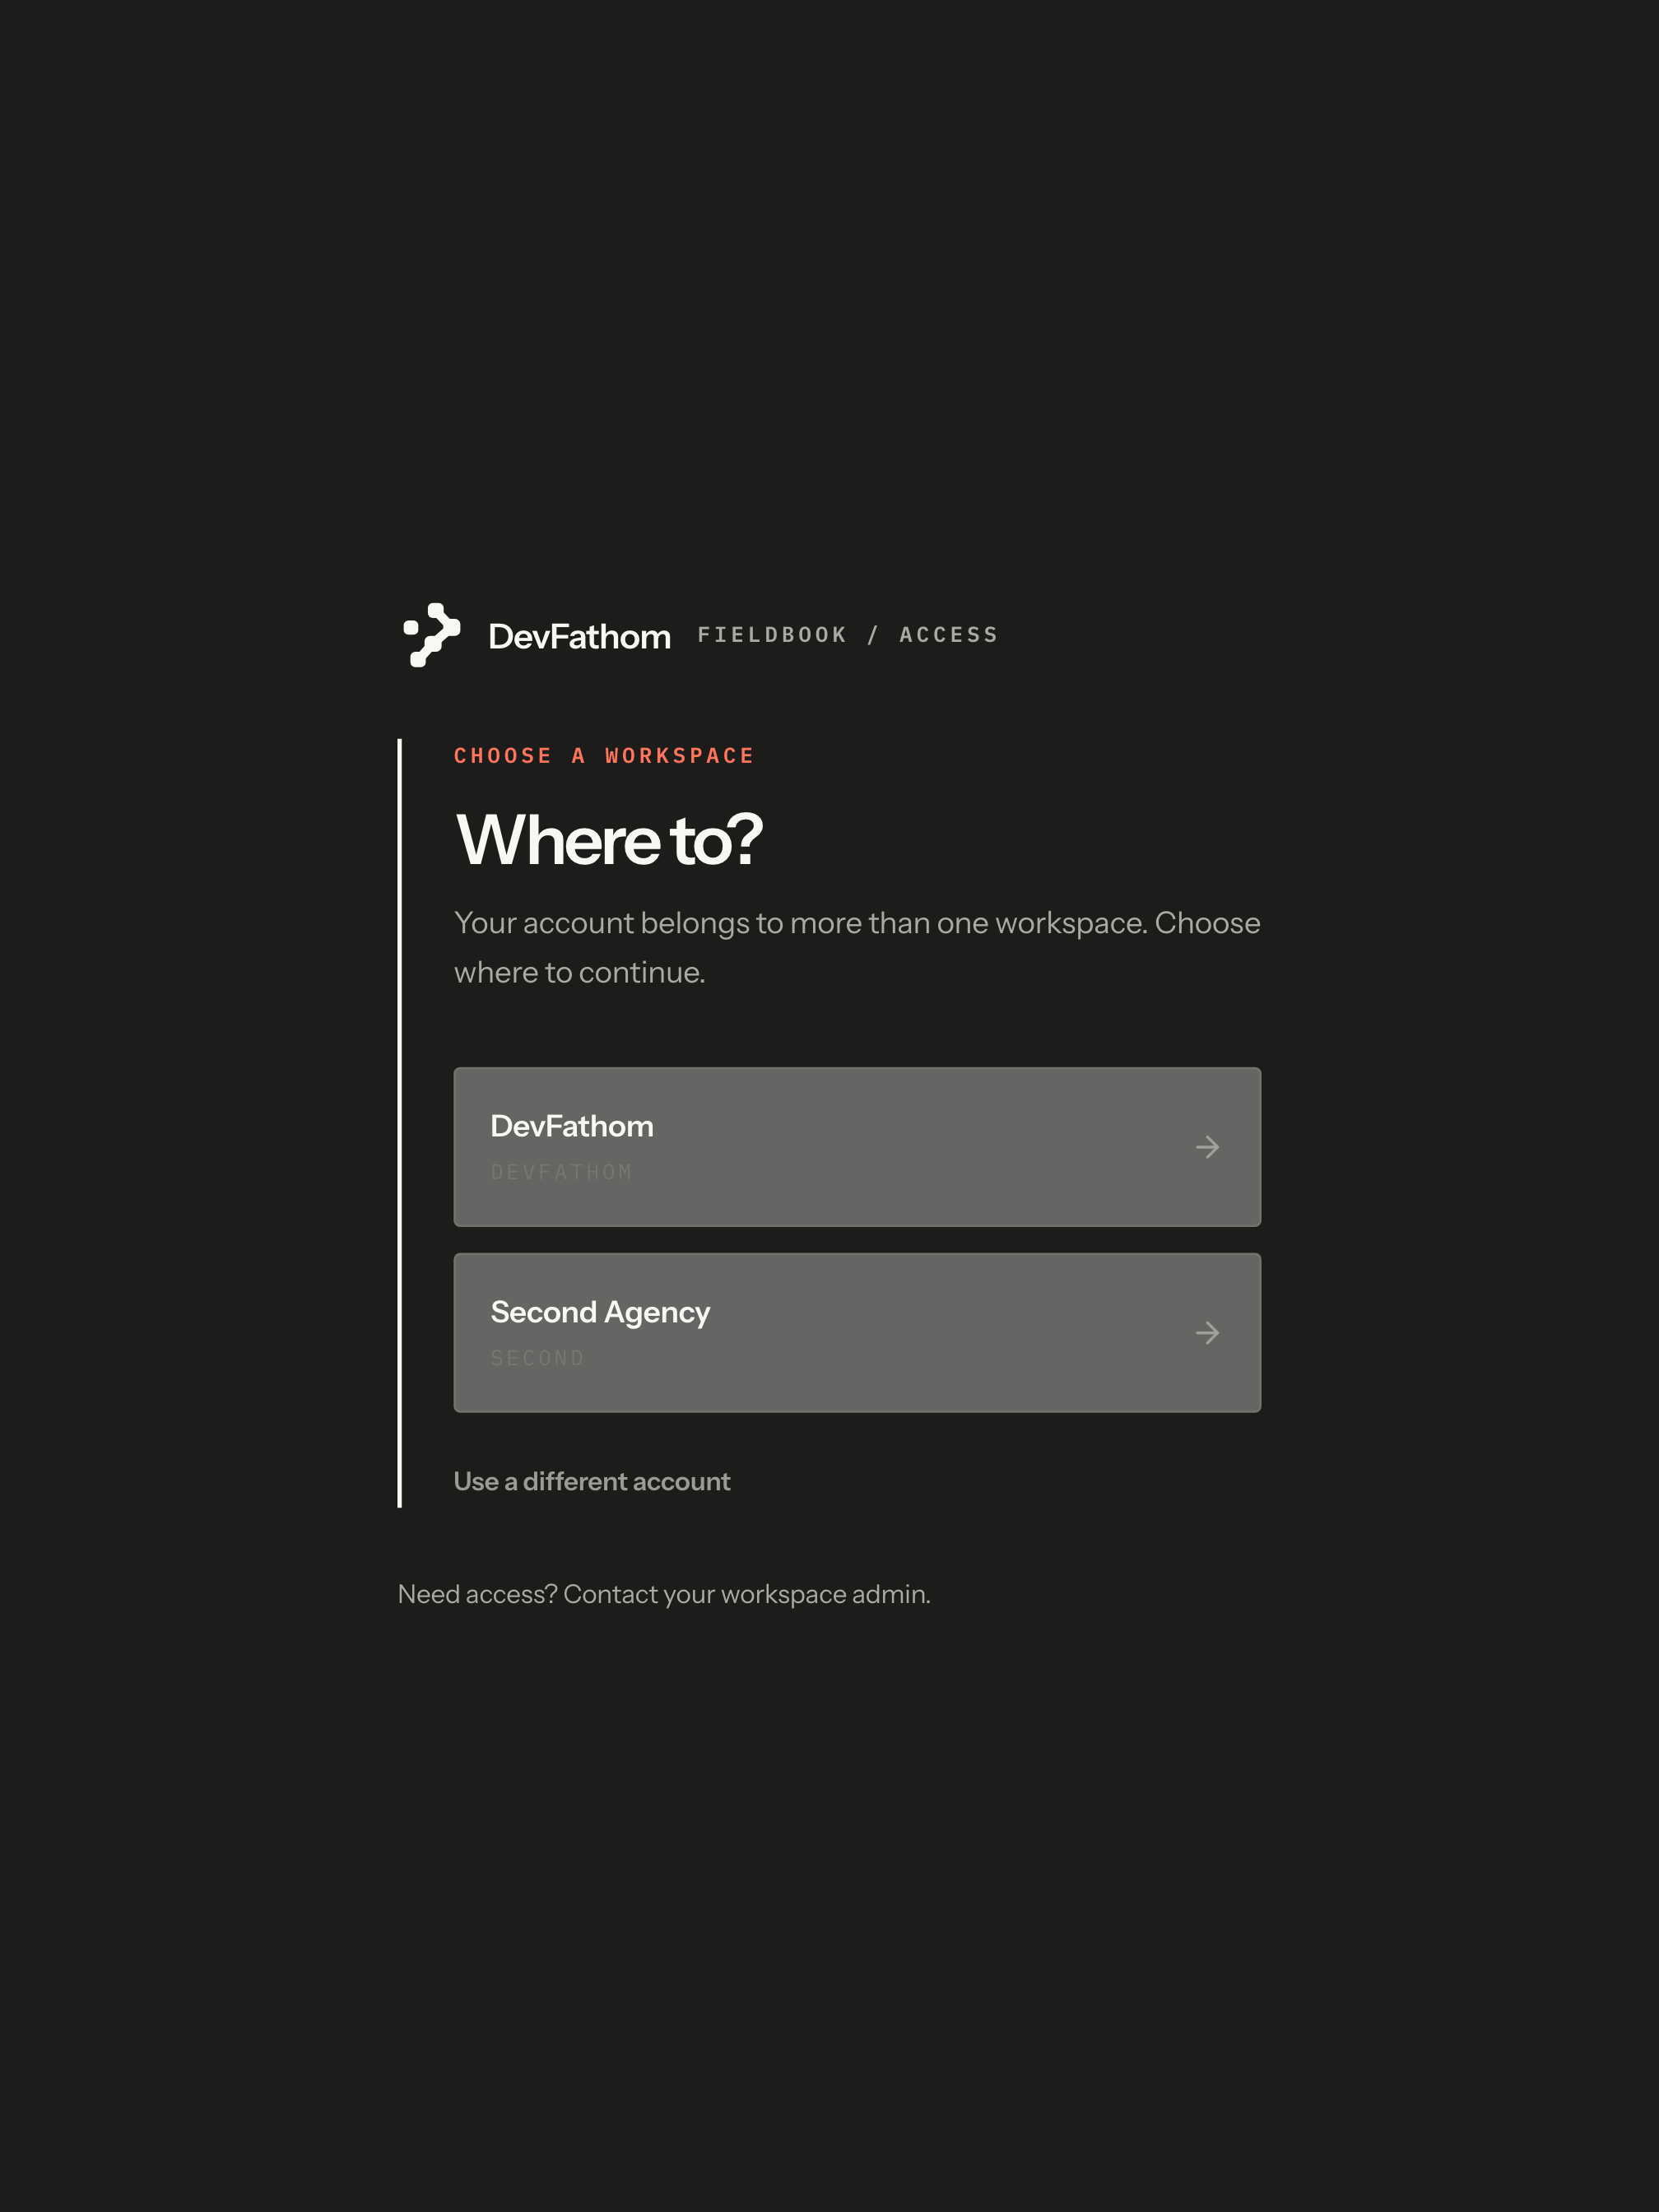 DevFathom FIELDBOOK / ACCESS
CHOOSE A WORKSPACE
Where to?
Your account belongs to more than one workspace. Choose
where to continue.
DevFathom
DEVFATHOM
Second Agency
SECOND
Use a different account
Need access? Contact your workspace admin.